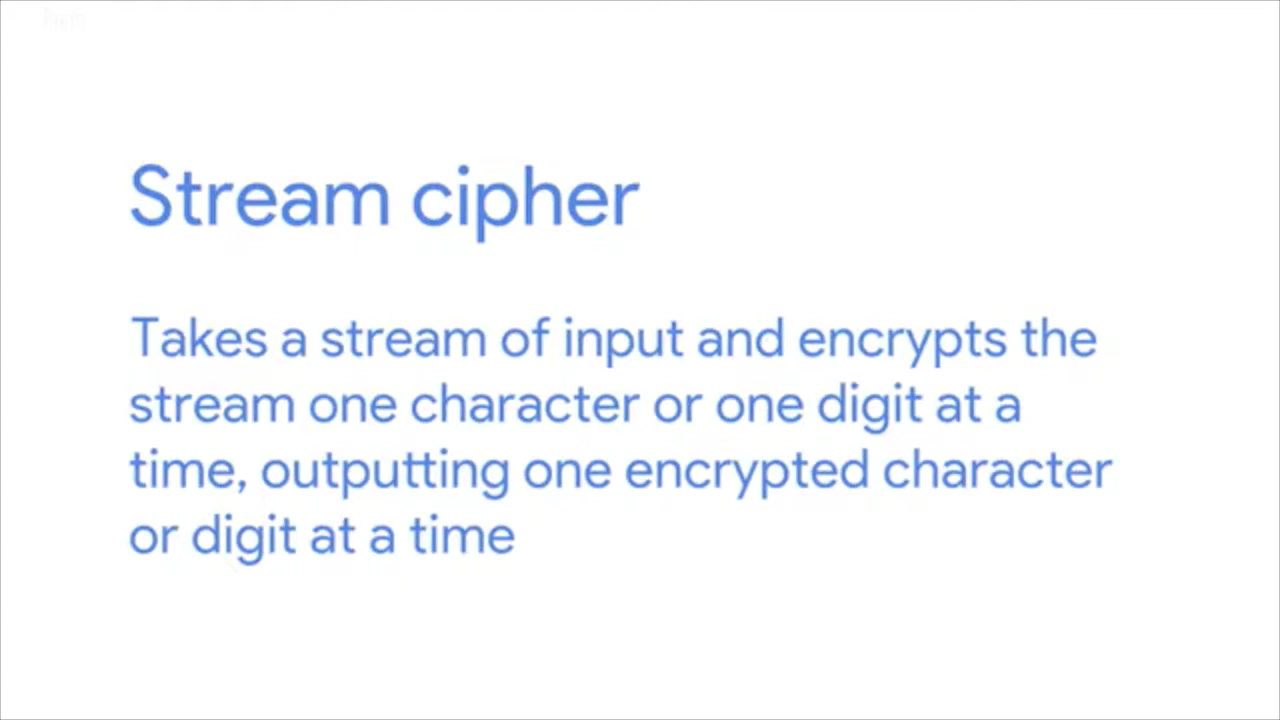 Stream cipher
Takes a stream of input and encrypts the
stream one character or one digit at a
time, outputting one encrypted character
or digit at a time